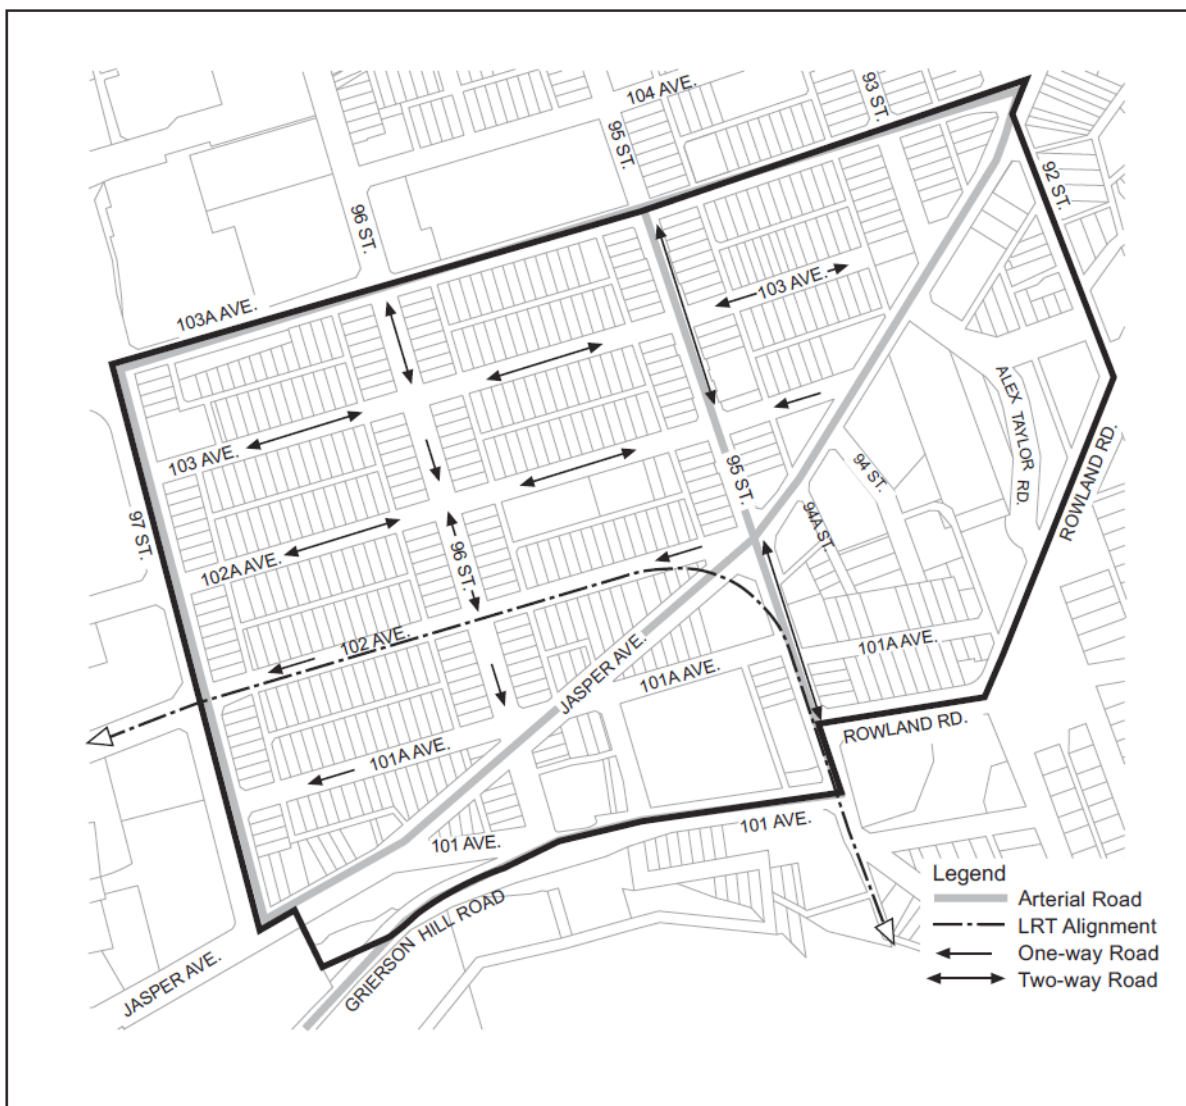 104 AVE.
93 ST.
95 ST.
92 ST.
96 ST.
103 AVE.
103A AVE.
ALEX TAYLOR RD.
103 AVE.
95 ST.
94 ST.
ROWLAND RD.
97 ST.
94A ST.
102A AVE.
96 ST.
102 AVE.
101A AVE.
JASPER AVE.
101A AVE.
ROWLAND RD.
101A AVE.
101 AVE.
101 AVE.
GRIERSON HILL ROAD
JASPER AVE.
Legend
Arterial Road
LRT Alignment
One-way Road
Two-way Road